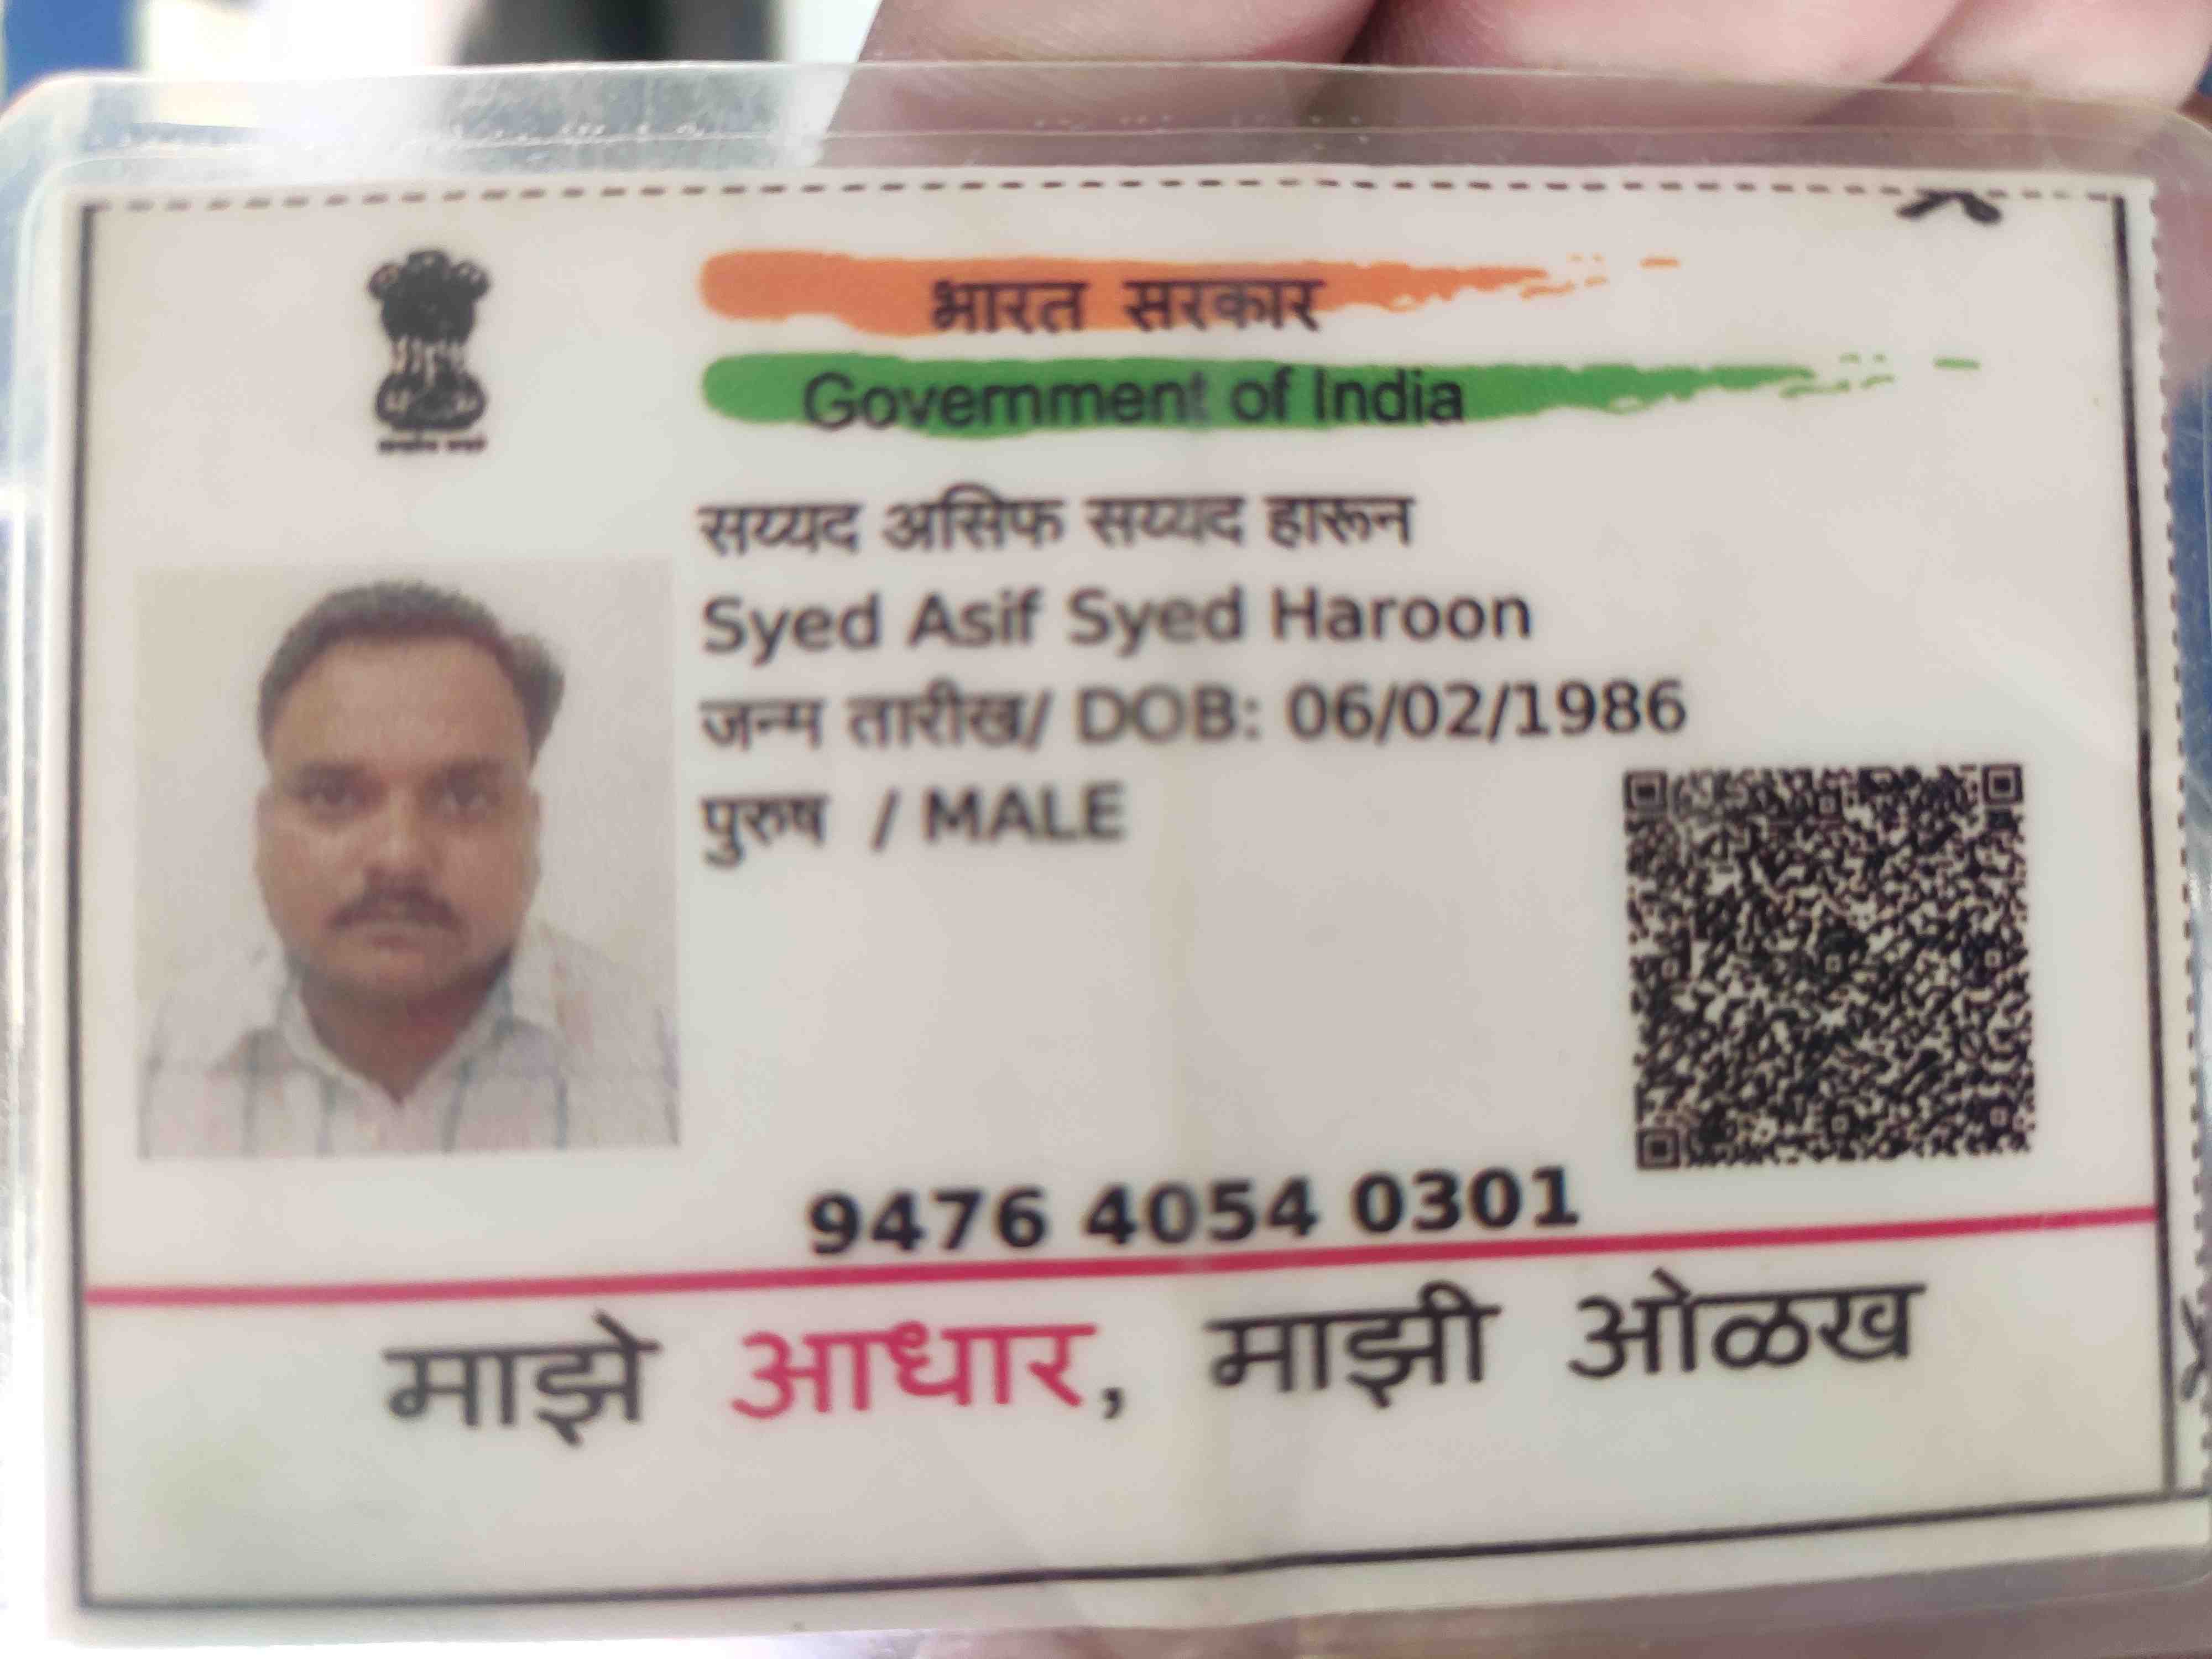 भारत सरकार
Government of India
सय्यद असिफ सय्यद हारून
Syed Asif Syed Haroon
जन्म तारीख/ DOB: 06/02/1986
पुरुष / MALE
9476 4054 0301
माझे आधार, माझी ओळख